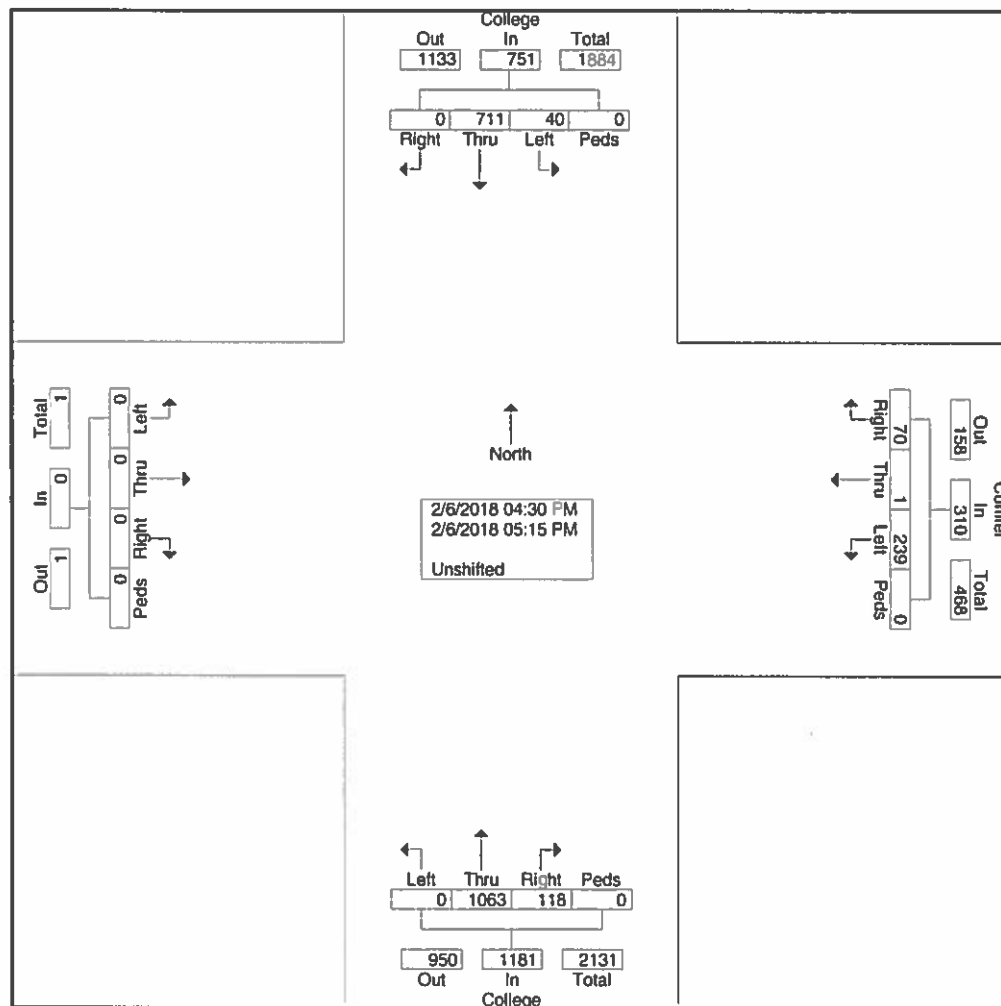 College
Out In Total
1133 751 1884
0 711 40 0
Right Thru Left Peds
Total In Out
1 0 1
0 0 0 0
Left Thru Right Peds
North
2/6/2018 04:30 PM
2/6/2018 05:15 PM
Unshifted
Right Thru Left Peds
70 1 239 0
Out In Total
158 310 468
Left Thru Right Peds
0 1063 118 0
950 1181 2131
Out In Total
College